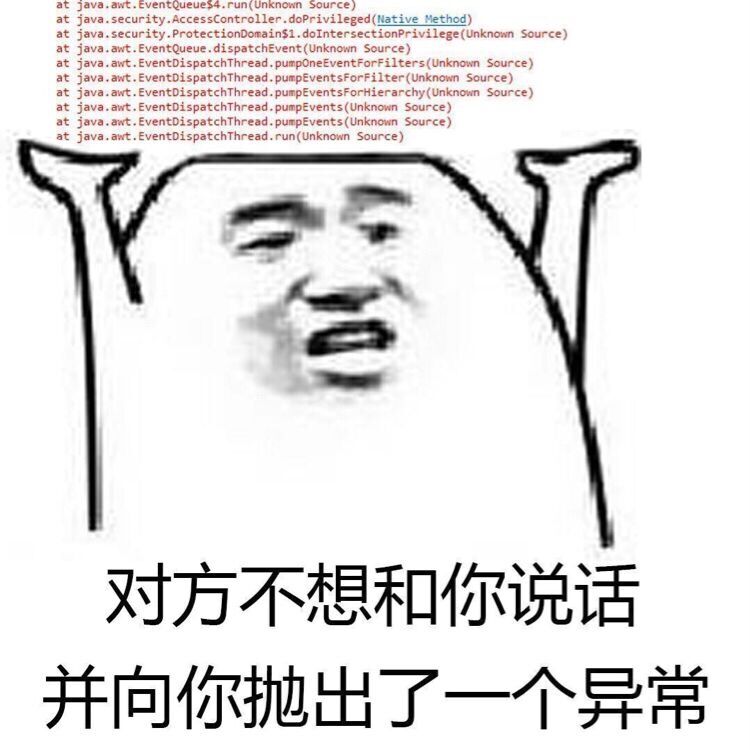 at java.awt.EventQueue$4.run(Unknown Source)
at java.security.AccessController.doPrivileged(Native Method)
at java.security.ProtectionDomain$1.doIntersectionPrivilege(Unknown Source)
at java.awt.EventQueue.dispatchEvent(Unknown Source)
at java.awt.EventDispatchThread.pumpOneEventForFilters(Unknown Source)
at java.awt.EventDispatchThread.pumpEventsForFilter(Unknown Source)
at java.awt.EventDispatchThread.pumpEventsForHierarchy(Unknown Source)
at java.awt.EventDispatchThread.pumpEvents(Unknown Source)
at java.awt.EventDispatchThread.pumpEvents(Unknown Source)
at java.awt.EventDispatchThread.run(Unknown Source)
对方不想和你说话
并向你抛出了一个异常